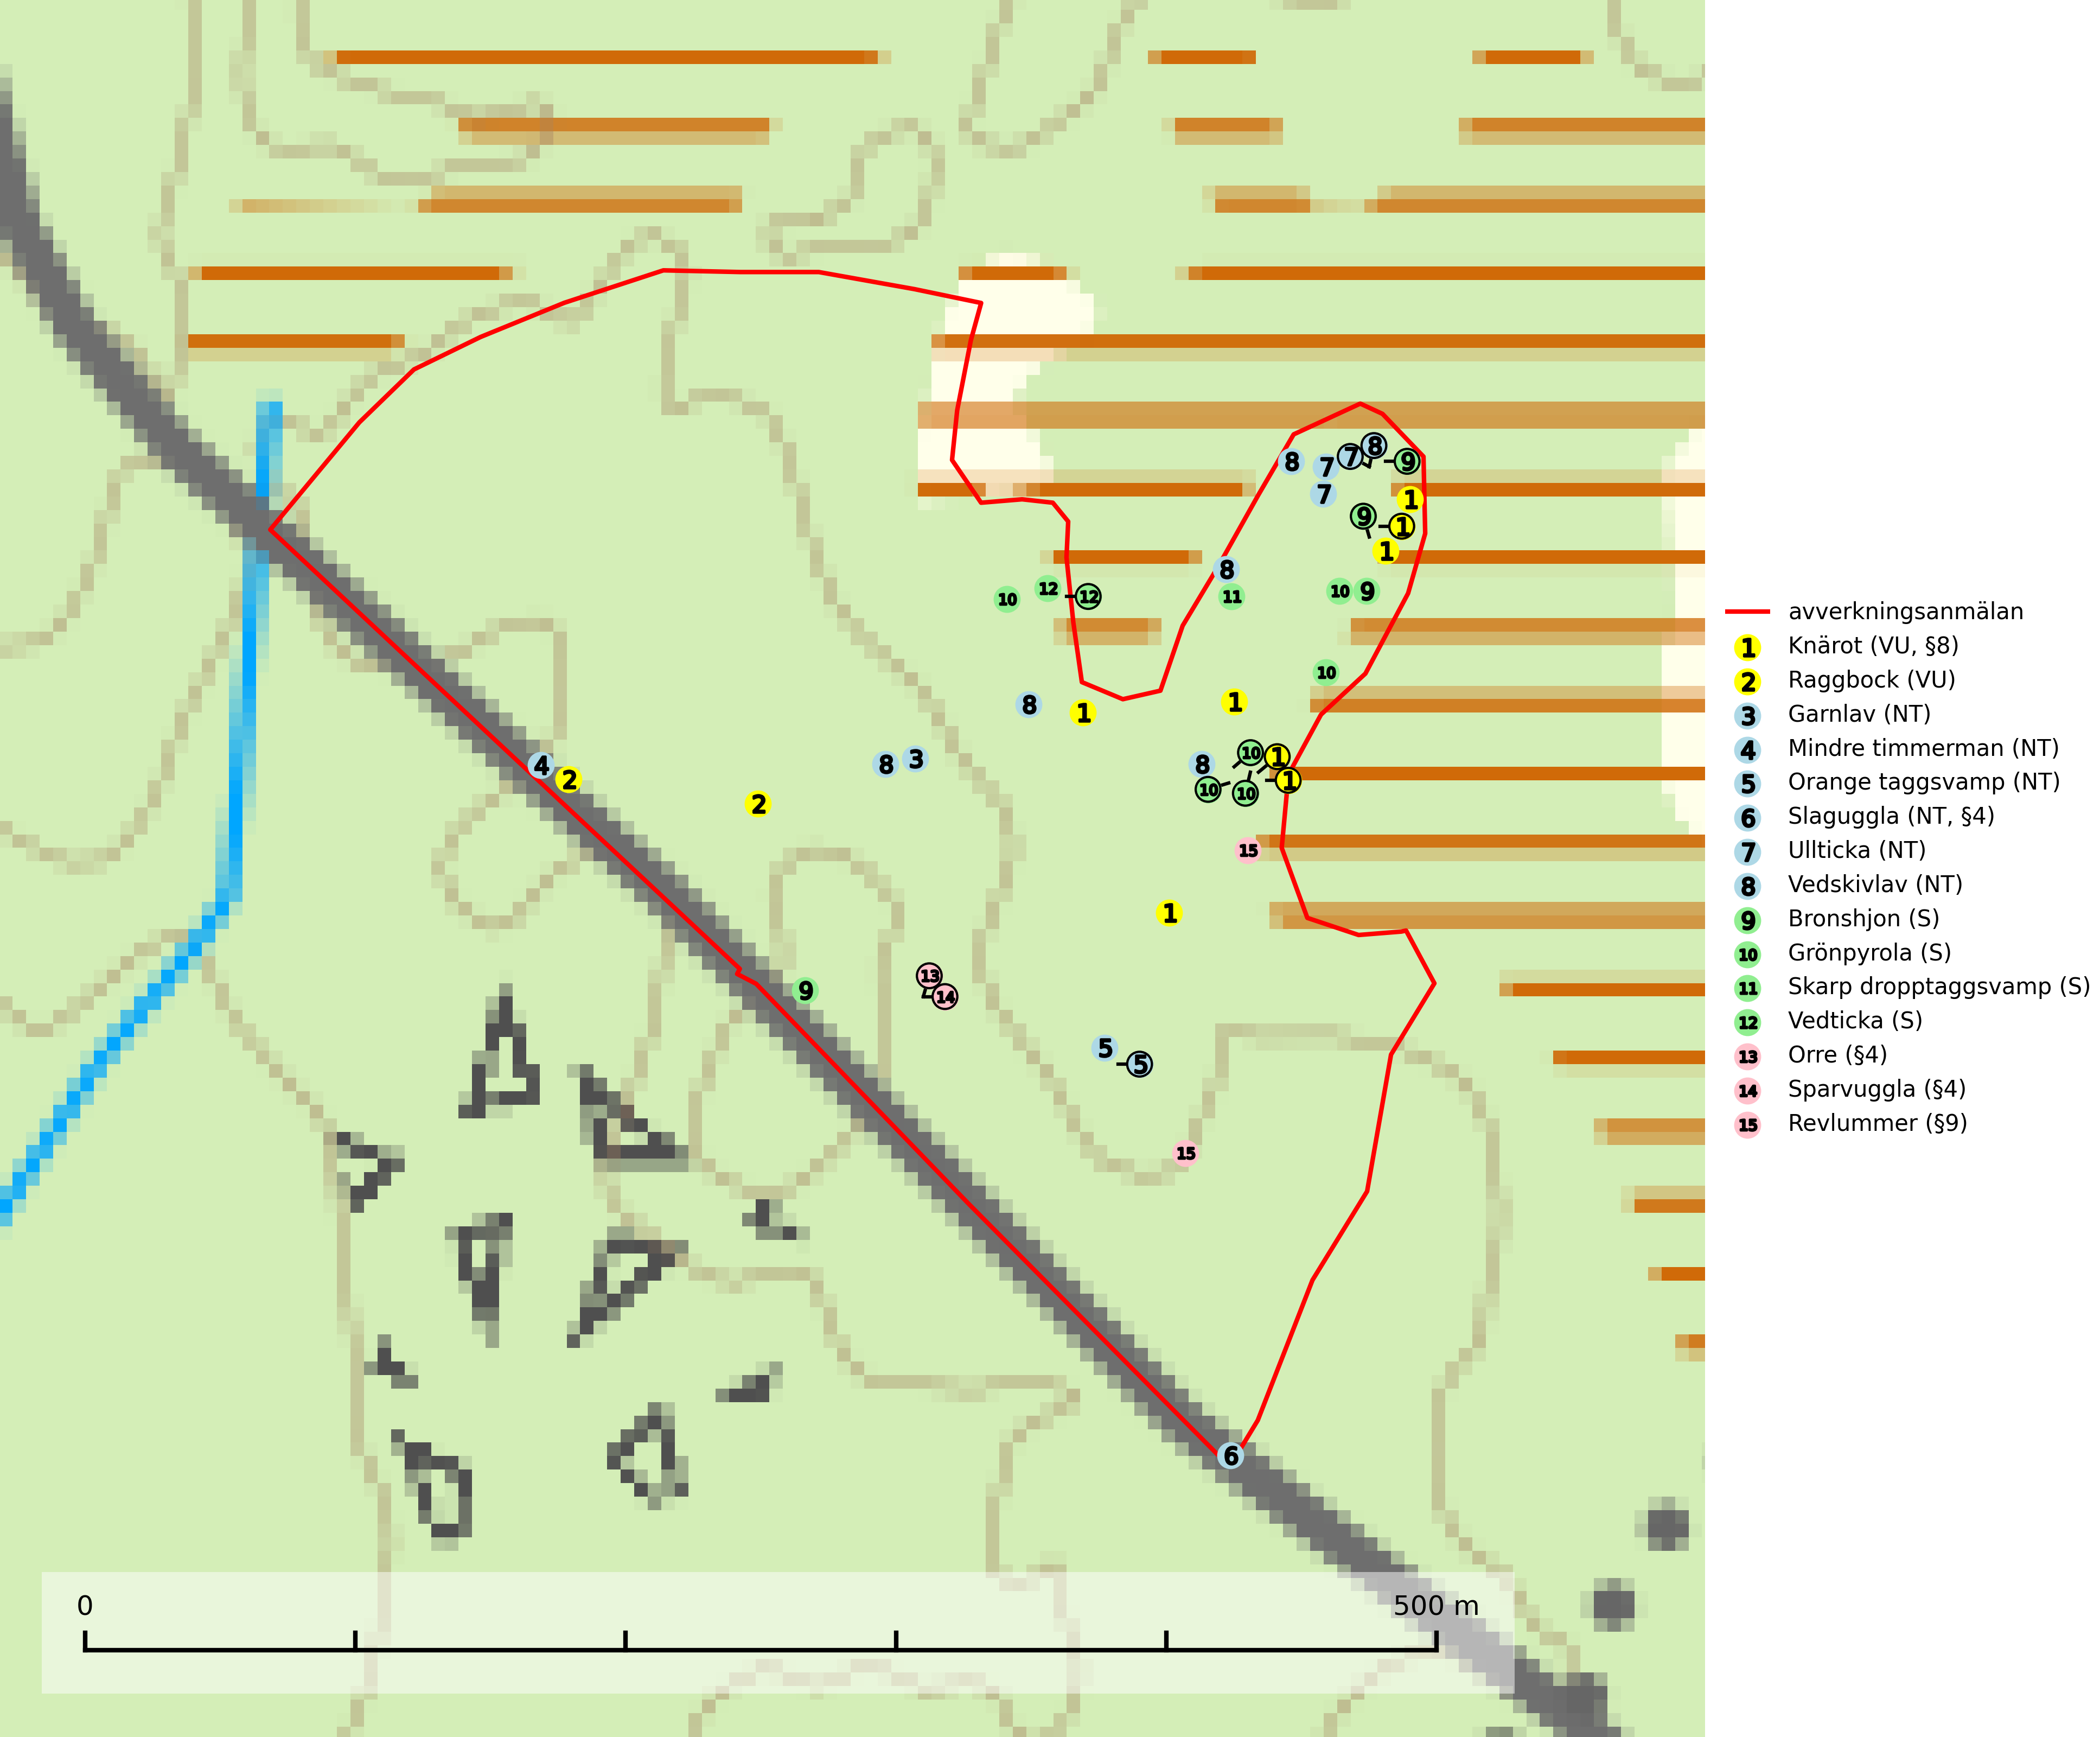 8
7
7
8
9
7
1
9
1
1
8
12
12
10
11
10
9
10
8
1
1
4
2
8
3
8
10
1
10
10
1
2
15
1
13
14
9
5
5
15
6
0
500 m
avverkningsanmälan
1 Knärot (VU, §8)
2 Raggbock (VU)
3 Garnlav (NT)
4 Mindre timmerman (NT)
5 Orange taggsvamp (NT)
6 Slaguggla (NT, §4)
7 Ullticka (NT)
8 Vedskivlav (NT)
9 Bronshjon (S)
10 Grönpyrola (S)
11 Skarp dropptaggsvamp (S)
12 Vedticka (S)
13 Orre (§4)
14 Sparvuggla (§4)
15 Revlummer (§9)